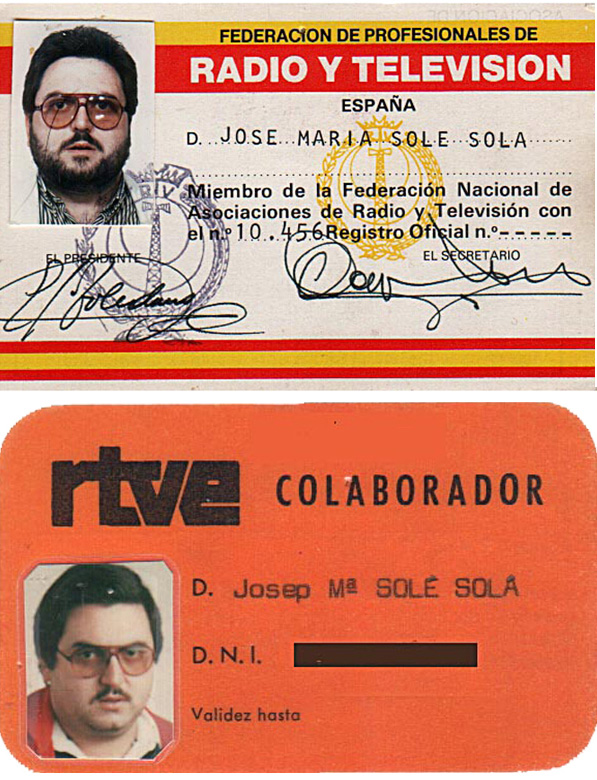 FEDERACION DE PROFESIONALES DE
RADIO Y TELEVISION
ESPAÑA
D. JOSE MARIA SOLE SOLA
Miembro de la Federación Nacional de
Asociaciones de Radio y Televisión con
el n.º 10.456 Registro Oficial n.º-----
EL PRESIDENTE
EL SECRETARIO
rtve COLABORADOR
D. Josep Mª SOLÉ SOLÀ
D.N.I.
Validez hasta